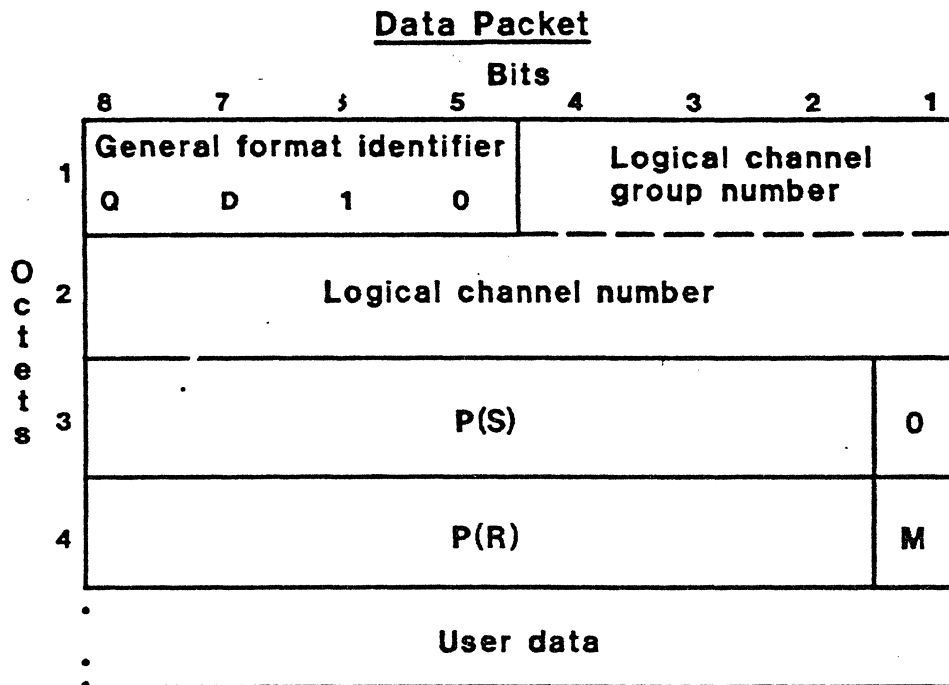 Data Packet
Bits
8 7 5 4 3 2 1
General format identifier
Q D 1 0
Logical channel
group number
Octets
1
2
Logical channel number
3
P(S)
0
4
P(R)
M
User data